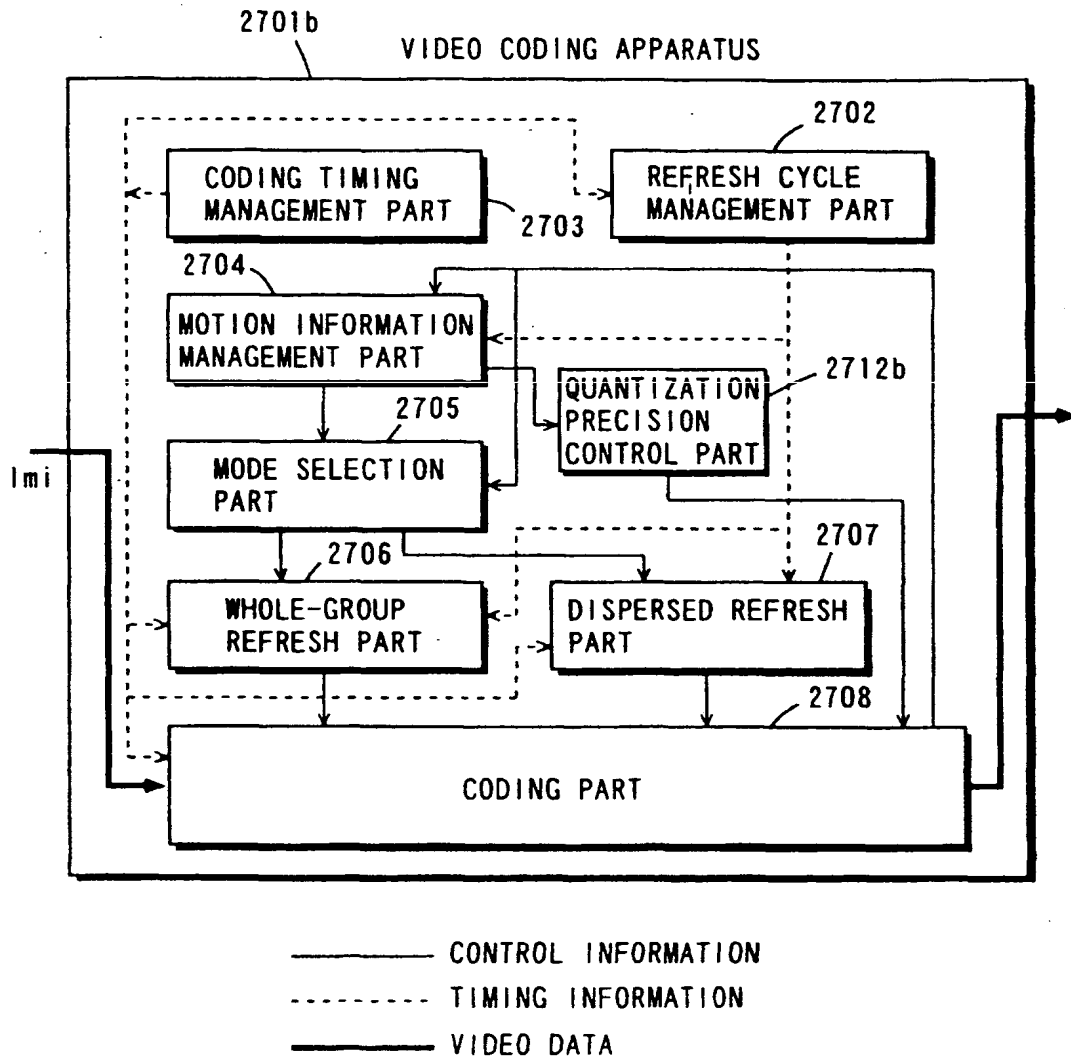 2701b
VIDEO CODING APPARATUS
2702
CODING TIMING
MANAGEMENT PART
2703
REFRESH CYCLE
MANAGEMENT PART
2704
MOTION INFORMATION
MANAGEMENT PART
2712b
QUANTIZATION
PRECISION
CONTROL PART
2705
MODE SELECTION
PART
Imi
2706
WHOLE-GROUP
REFRESH PART
2707
DISPERSED REFRESH
PART
2708
CODING PART
CONTROL INFORMATION
TIMING INFORMATION
VIDEO DATA